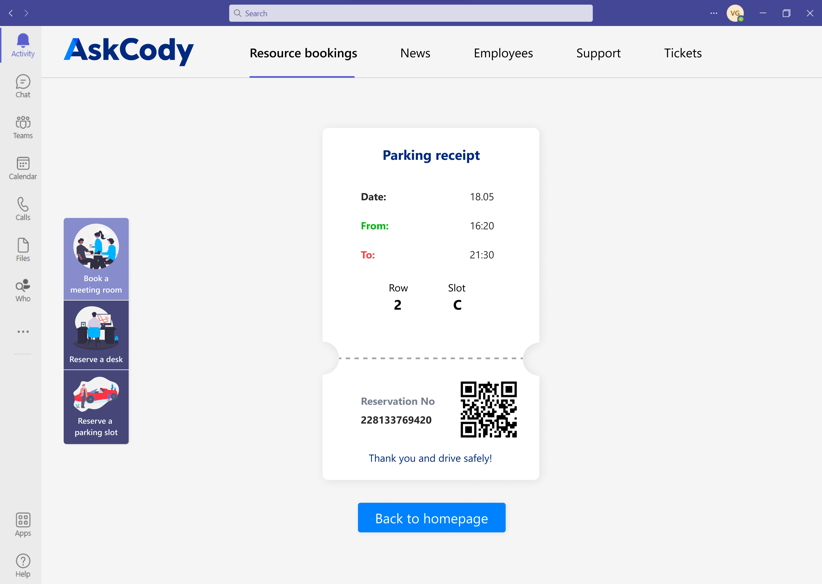 Search
VG
AskCody
Resource bookings
News
Employees
Support
Tickets
Activity
Chat
Teams
Calendar
Calls
Files
Who
Apps
Help
Book a
meeting room
Reserve a desk
Reserve a
parking slot
Parking receipt
Date: 18.05
From: 16:20
To: 21:30
Row Slot
2 C
Reservation No
228133769420
Thank you and drive safely!
Back to homepage